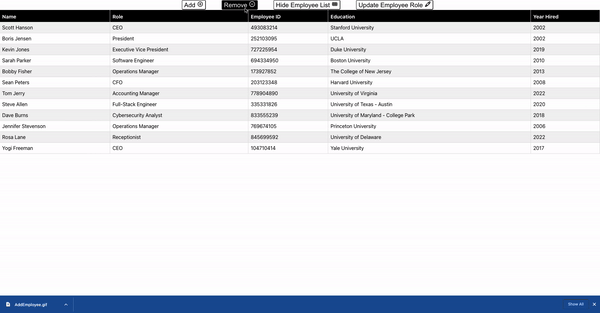 Add Remove Hide Employee List Update Employee Role
Name Role Employee ID Education Year Hired
Scott Hanson CEO 493083214 Stanford University 2002
Boris Jensen President 252103095 UCLA 2002
Kevin Jones Executive Vice President 727225954 Duke University 2019
Sarah Parker Software Engineer 694334950 Boston University 2010
Bobby Fisher Operations Manager 173927852 The College of New Jersey 2013
Sean Peters CFO 203123348 Harvard University 2008
Tom Jerry Accounting Manager 778904890 University of Virginia 2022
Steve Allen Full-Stack Engineer 335331826 University of Texas - Austin 2020
Dave Burns Cybersecurity Analyst 833555239 University of Maryland - College Park 2018
Jennifer Stevenson Operations Manager 769674105 Princeton University 2006
Rosa Lane Receptionist 845699592 University of Delaware 2022
Yogi Freeman CEO 104710414 Yale University 2017
AddEmployee.gif Show All